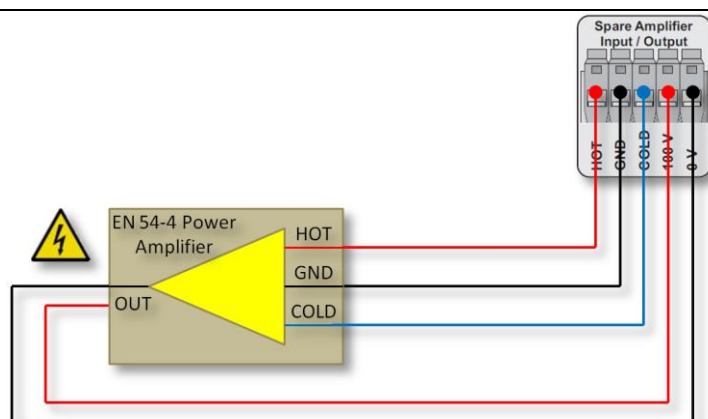 Spare Amplifier
Input / Output
HOT
GND
COLD
100 V
0 V
EN 54-4 Power
Amplifier
HOT
GND
OUT
COLD